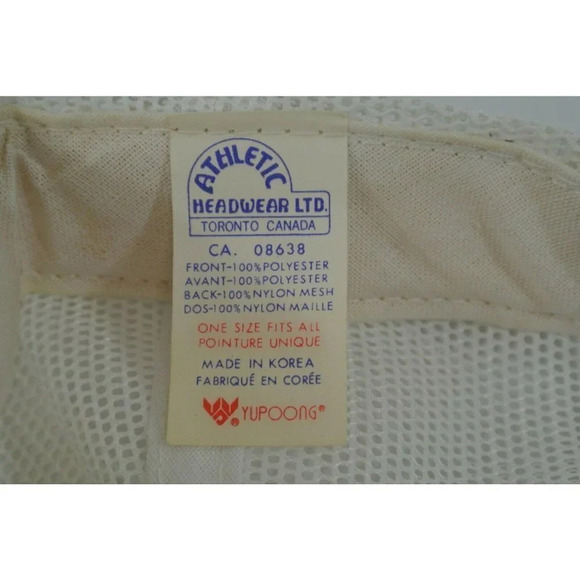 ATHLETIC
HEADWEAR LTD.
TORONTO CANADA
CA. 08638
FRONT-100%POLYESTER
AVANT-100%POLYESTER
BACK-100%NYLON MESH
DOS-100%NYLON MAILLE
ONE SIZE FITS ALL
POINTURE UNIQUE
MADE IN KOREA
FABRIQUÉ EN CORÉE
® YUPOONG®